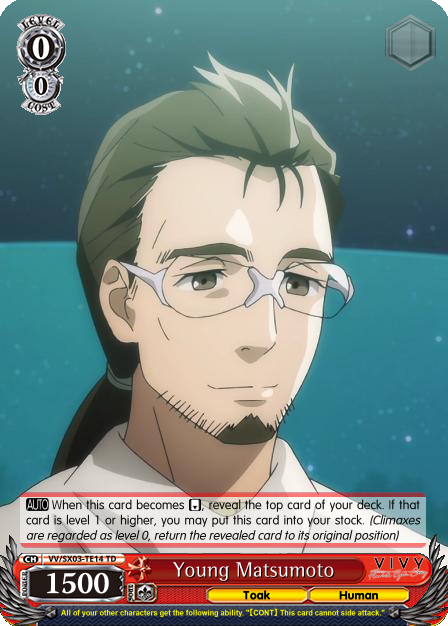 LEVEL
0
0
COST
AUTO When this card becomes , reveal the top card of your deck. If that
card is level 1 or higher, you may put this card into your stock. (Climaxes
are regarded as level 0, return the revealed card to its original position)
CH VV/SX03-TE14 TD
POWER 1500 SOUL
Young Matsumoto
VIVY
Toak Human
All of your other characters get the following ability. "【CONT】 This card cannot side attack."